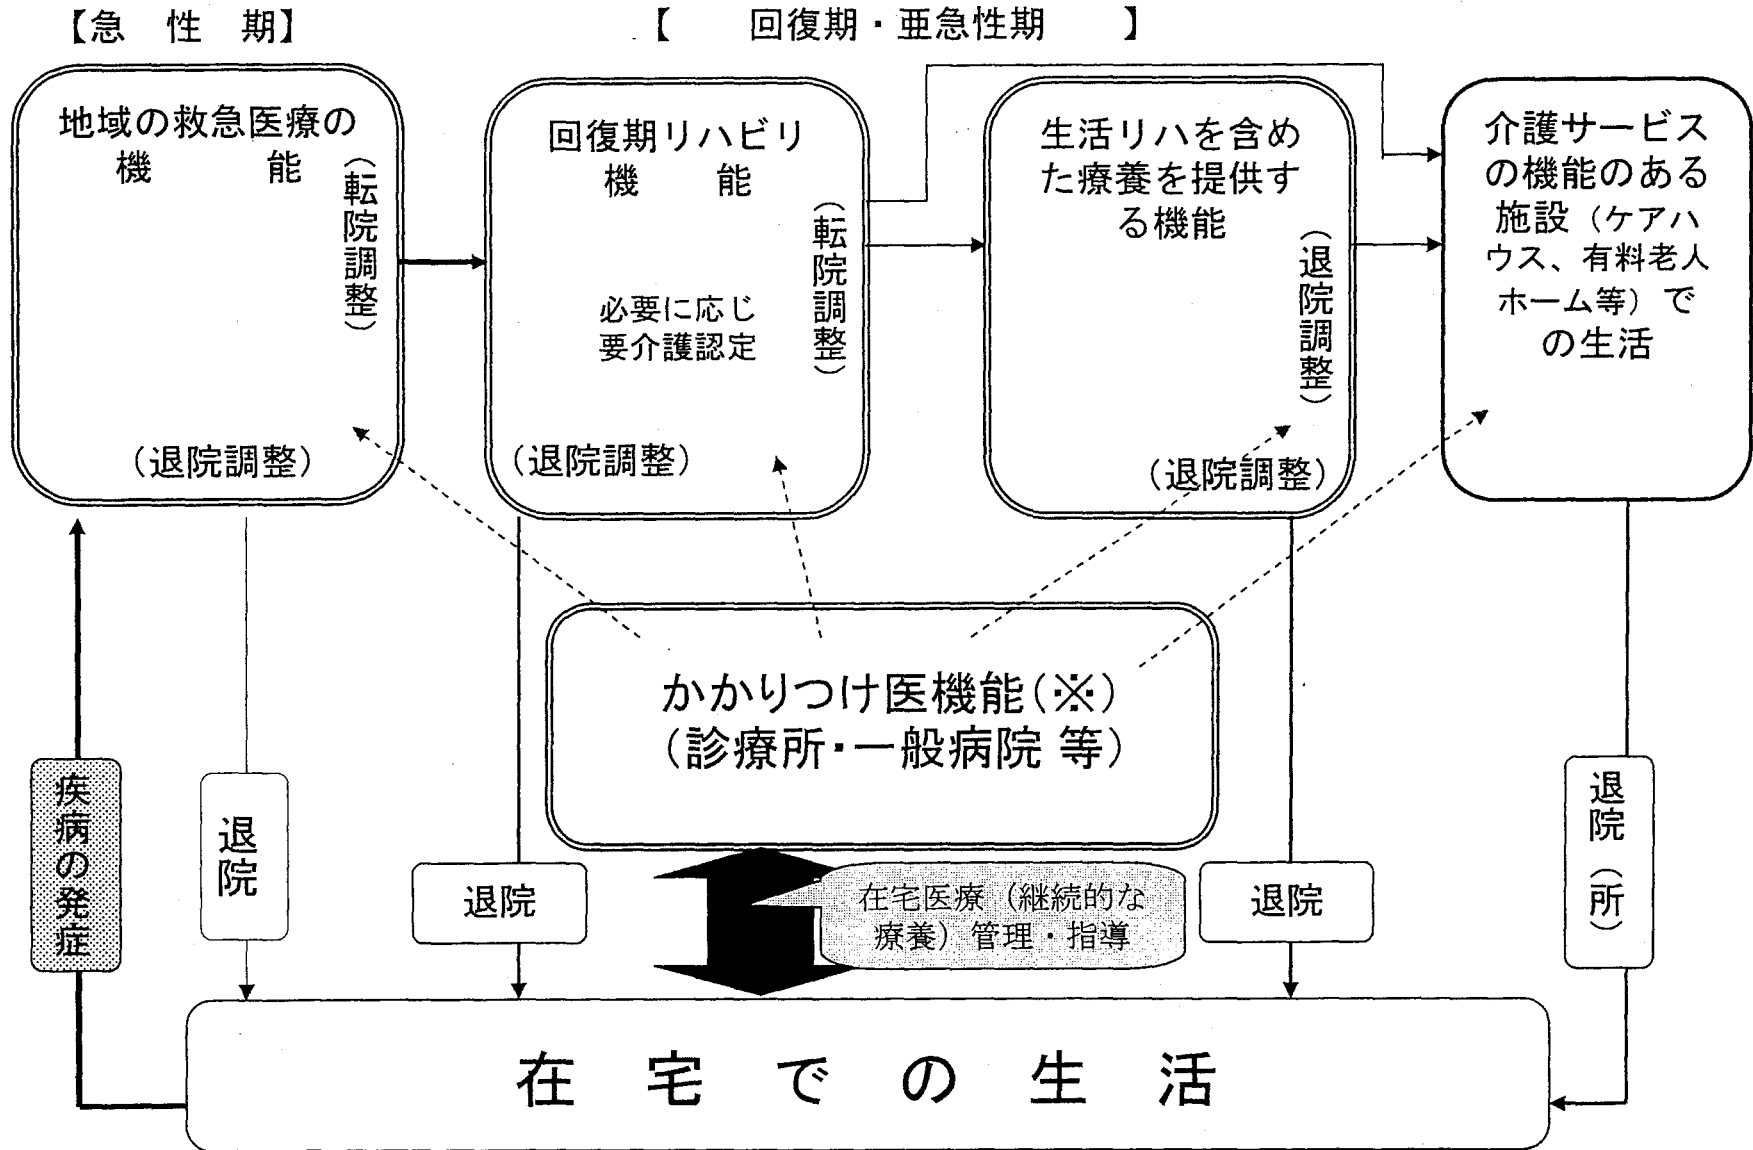 【急 性 期】
【 回復期・亜急性期 】
地域の救急医療の
機 能
(転院調整)
(退院調整)
回復期リハビリ
機 能
(転院調整)
必要に応じ
要介護認定
(退院調整)
生活リハを含め
た療養を提供す
る機能
(退院調整)
(退院調整)
介護サービス
の機能のある
施設（ケアハ
ウス、有料老人
ホーム等）で
の生活
かかりつけ医機能(※)
(診療所・一般病院 等)
疾病の発症
退院
退院
在宅医療（継続的な
療養）管理・指導
退院
退院（所）
在 宅 で の 生 活